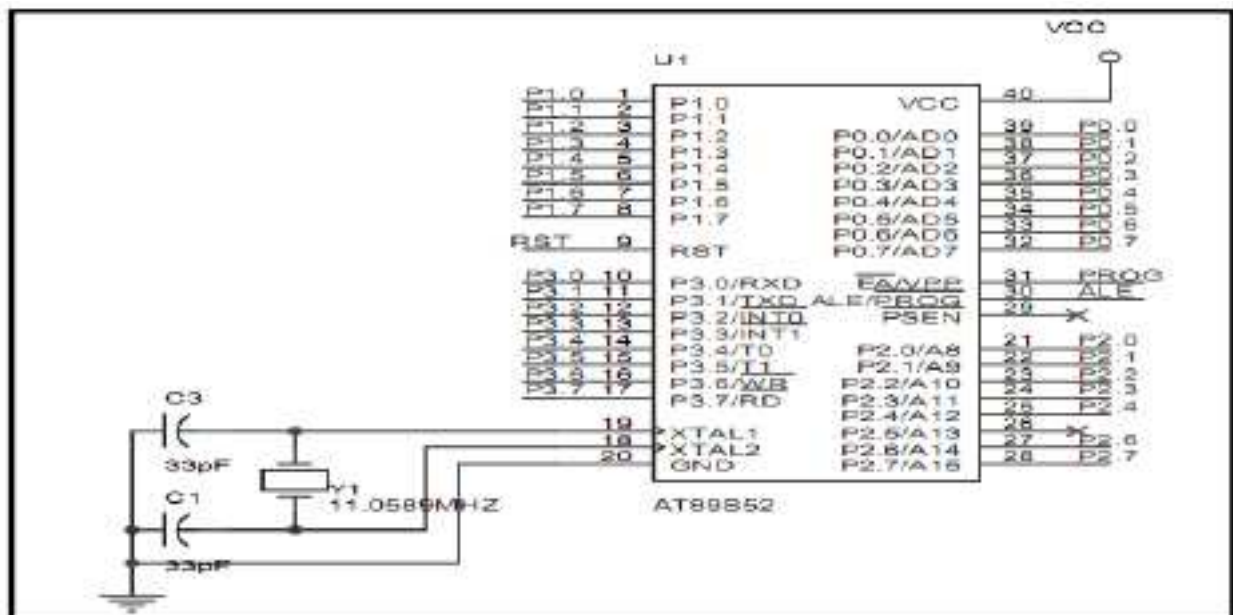 VCC
U1
P1.0 1 P1.0 VCC 40
P1.1 2 P1.1
P1.2 3 P1.2 P0.0/AD0 39 P0.0
P1.3 4 P1.3 P0.1/AD1 38 P0.1
P1.4 5 P1.4 P0.2/AD2 37 P0.2
P1.5 6 P1.5 P0.3/AD3 36 P0.3
P1.6 7 P1.6 P0.4/AD4 35 P0.4
P1.7 8 P1.7 P0.5/AD5 34 P0.5
P0.6/AD6 33 P0.6
RST 9 RST P0.7/AD7 32 P0.7
P3.0 10 P3.0/RXD EA/VPP 31 PROG
P3.1 11 P3.1/TXD ALE/PROG 30 ALE
P3.2 12 P3.2/INT0 PSEN 29
P3.3 13 P3.3/INT1
P3.4 14 P3.4/T0 P2.0/A8 21 P2.0
P3.5 15 P3.5/T1 P2.1/A9 22 P2.1
P3.6 16 P3.6/WR P2.2/A10 23 P2.2
P3.7 17 P3.7/RD P2.3/A11 24 P2.3
P2.4/A12 25 P2.4
C3 19 XTAL1 P2.5/A13 26
18 XTAL2 P2.6/A14 27 P2.6
33pF 20 GND P2.7/A15 28 P2.7
Y1
C1 11.0589MHZ AT89S52
33pF